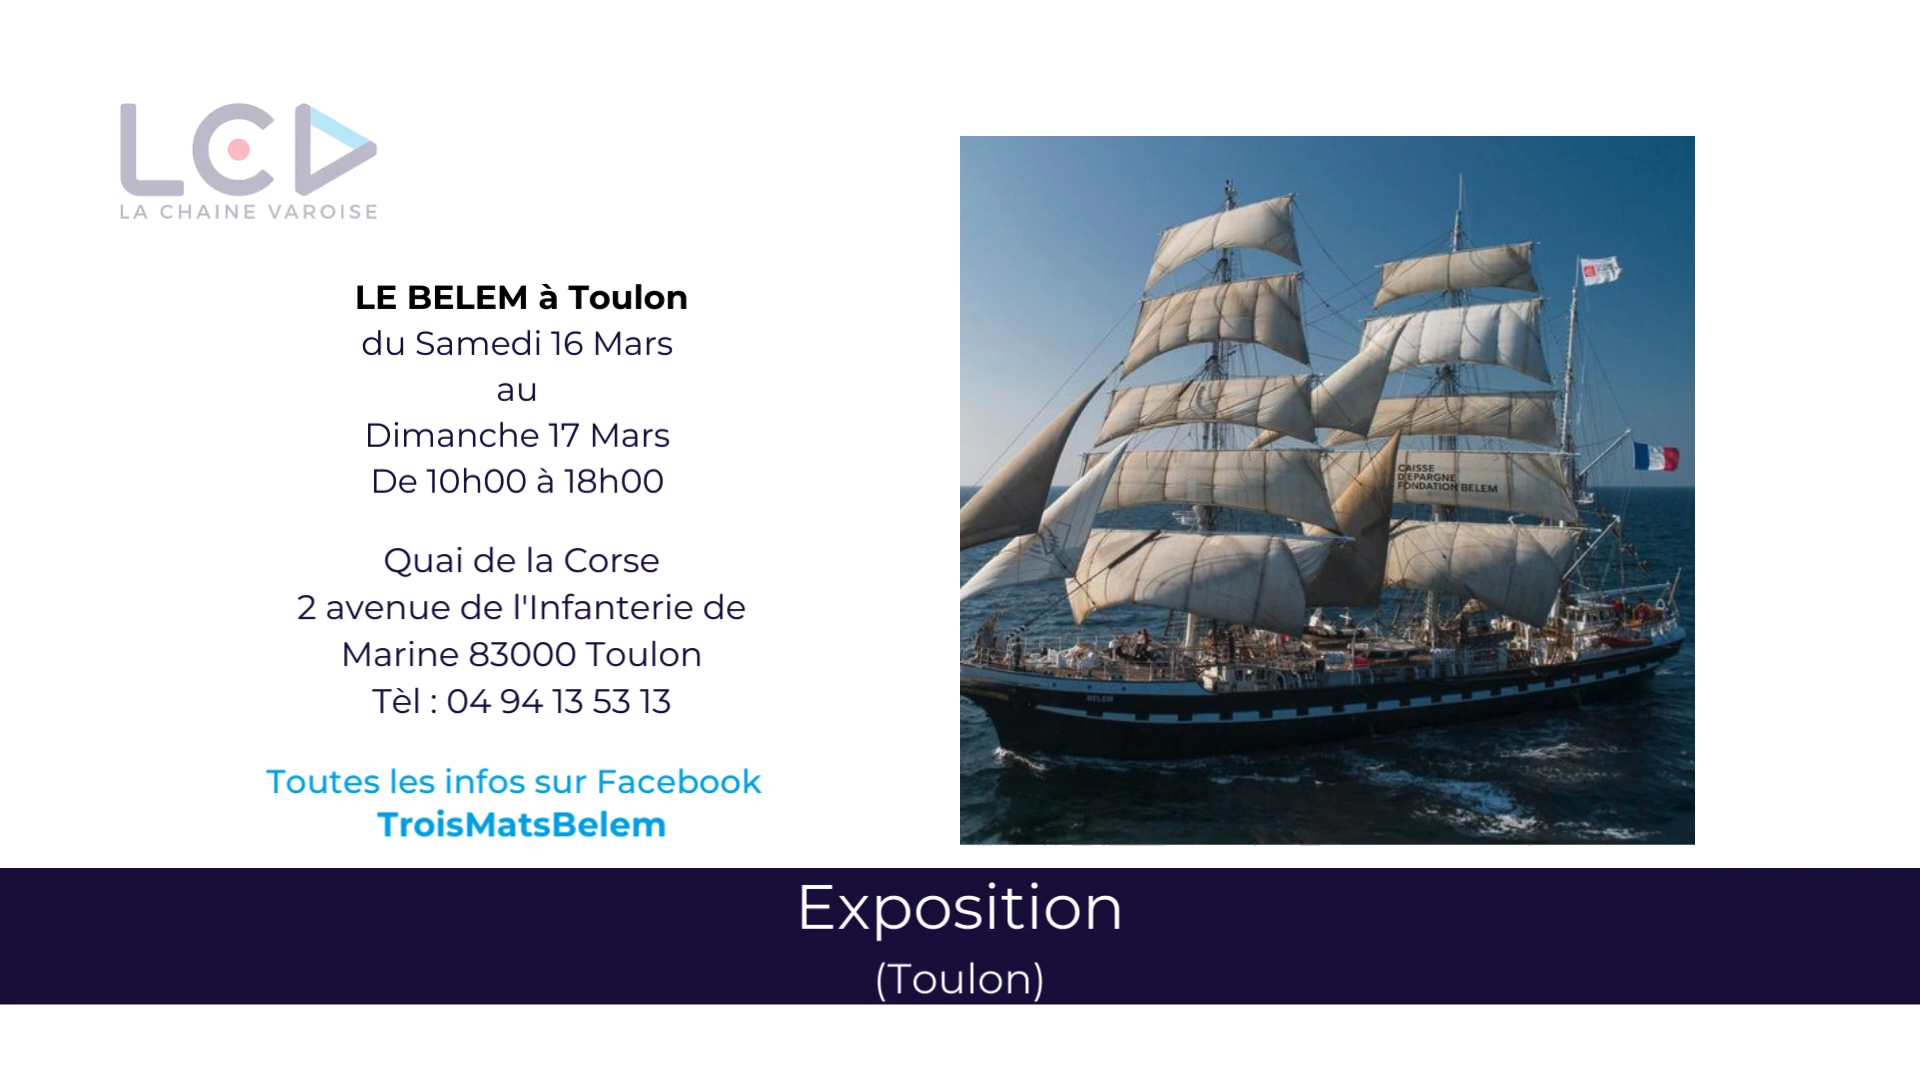 LCD
LA CHAINE VAROISE
LE BELEM à Toulon
du Samedi 16 Mars
au
Dimanche 17 Mars
De 10h00 à 18h00
Quai de la Corse
2 avenue de l'Infanterie de
Marine 83000 Toulon
Tèl : 04 94 13 53 13
Toutes les infos sur Facebook
TroisMatsBelem
CAISSE
D'EPARGNE
FONDATION BELEM
BELEM
Exposition
(Toulon)